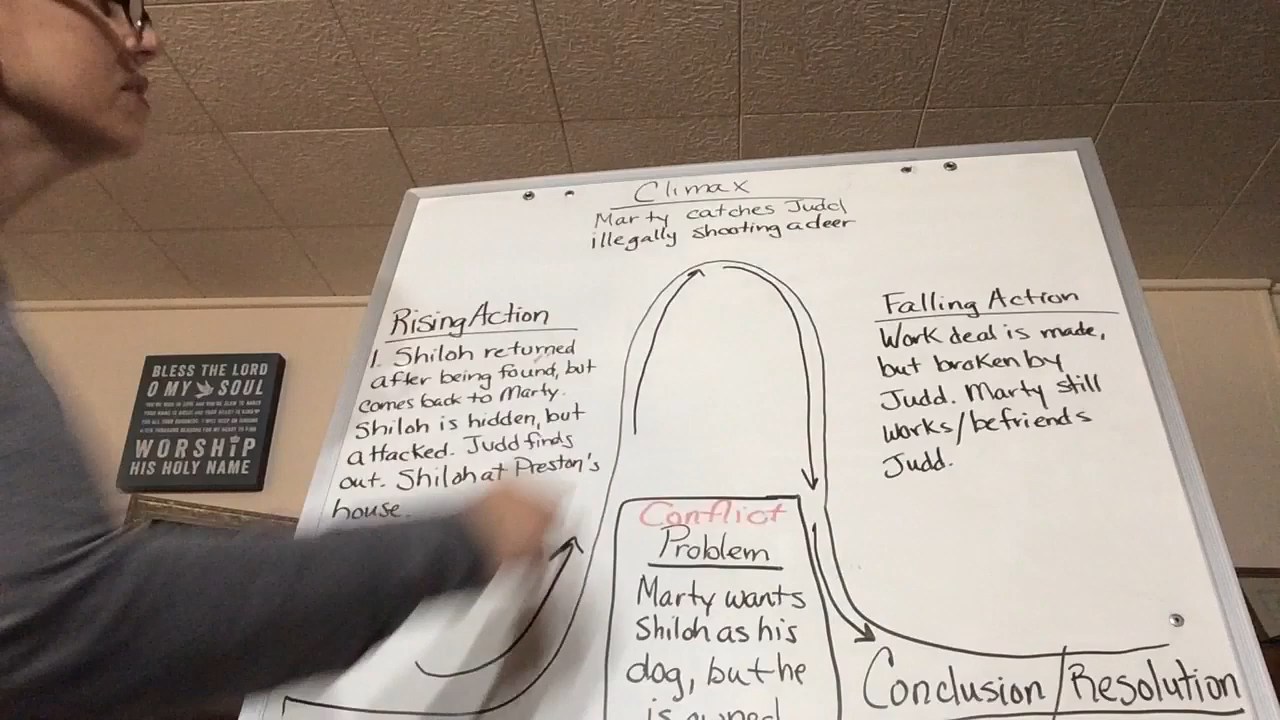 Climax
Marty catches Judd
illegally shooting a deer
Rising Action
1. Shiloh returned
after being found, but
comes back to Marty.
Shiloh is hidden, but
attacked. Judd finds
out. Shiloh at Preston's
house.
Falling Action
Work deal is made,
but broken by
Judd. Marty still
works/befriends
Judd.
Conflict
Problem
Marty wants
Shiloh as his
dog, but he
is owned
Conclusion/Resolution
BLESS THE LORD
O MY SOUL
WORSHIP
HIS HOLY NAME